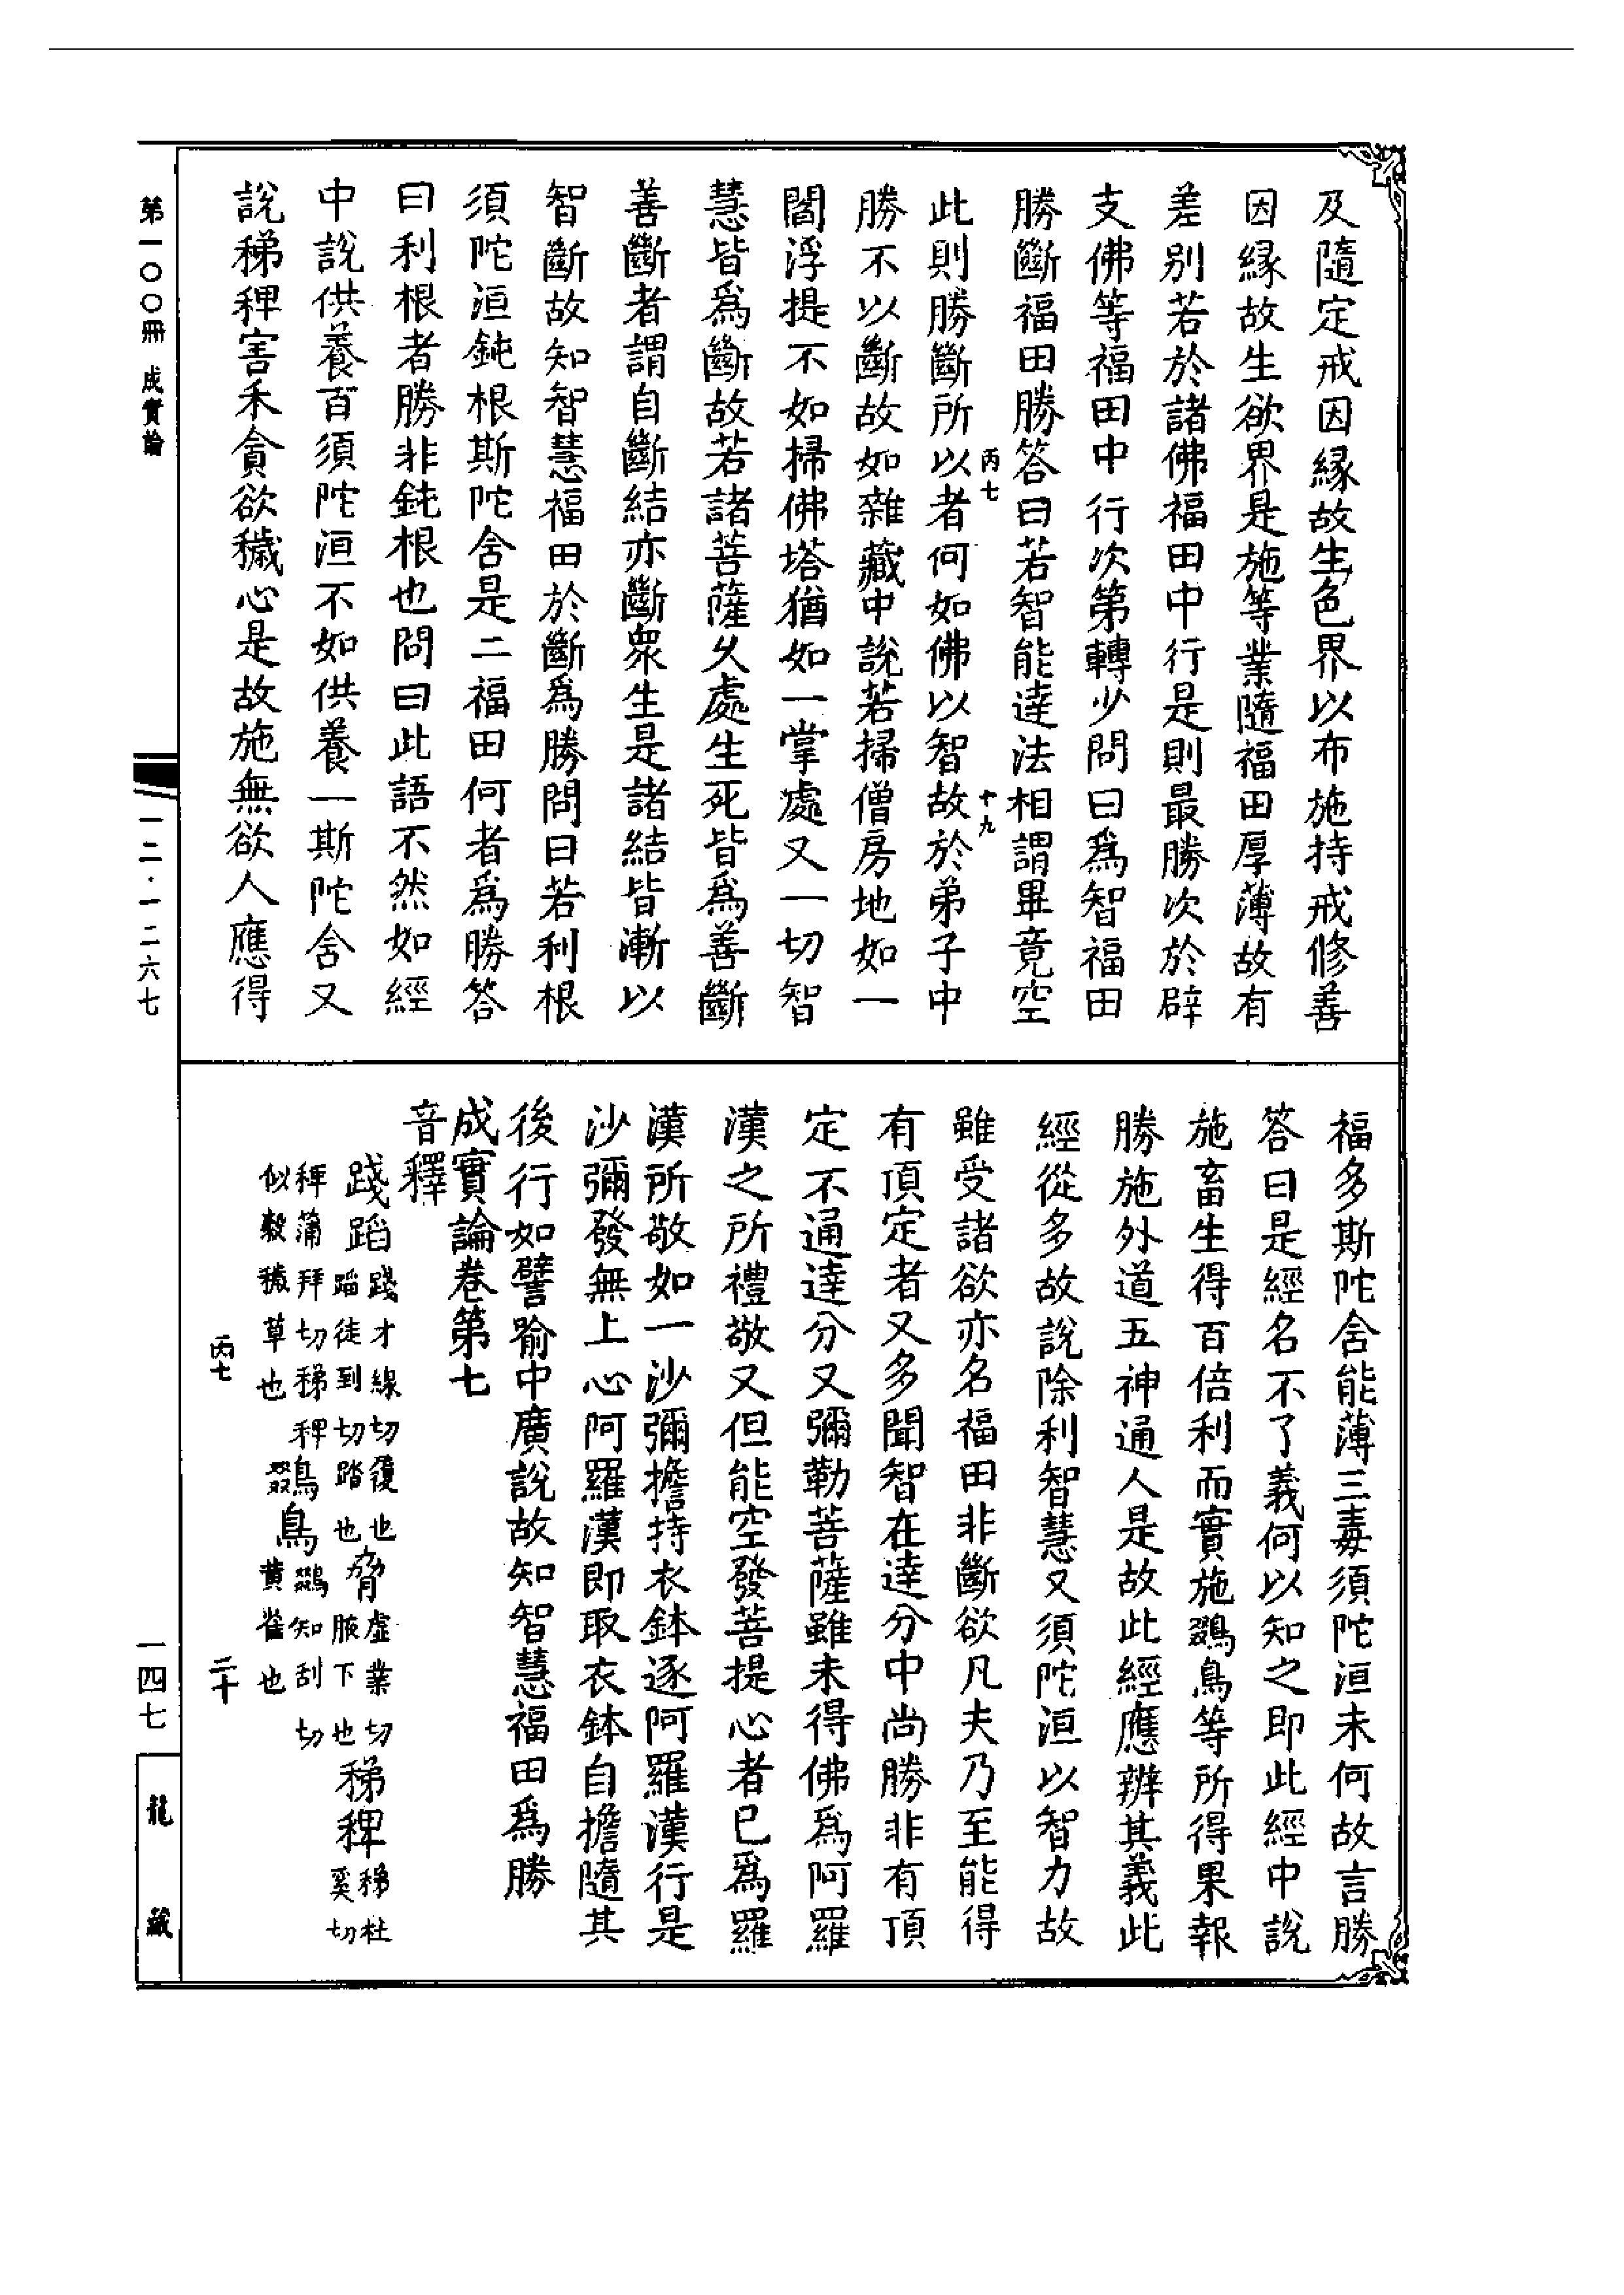 及隨定戒因緣故生色界以布施持戒修善
因緣故生欲界是施等業隨福田厚薄故有
差別若於諸佛福田中行是則最勝次於辟
支佛等福田中行次第轉少問曰爲智福田
勝斷福田勝答曰若智能達法相謂畢竟空
丙七
十九
此則勝斷所以者何如佛以智故於弟子中
勝不以斷故如雜藏中說若掃僧房地如一
閻浮提不如掃佛塔猶如一掌處又一切智
慧皆爲斷故若諸菩薩久處生死皆爲善斷
善斷者謂自斷結亦斷衆生是諸結皆漸以
智斷故知智慧福田於斷爲勝問曰若利根
須陀洹鈍根斯陀舍是二福田何者爲勝答
曰利根者勝非鈍根也問曰此語不然如經
中說供養百須陀洹不如供養一斯陀舍又
說稊稗害禾貪欲穢心是故施無欲人應得
福多斯陀舍能薄三毒須陀洹未何故言勝
答曰是經名不了義何以知之即此經中說
施畜生得百倍利而實施鵽鳥等所得果報
勝施外道五神通人是故此經應辨其義此
經從多故說除利智慧又須陀洹以智力故
雖受諸欲亦名福田非斷欲凡夫乃至能得
有頂定者又多聞智在達分中尚勝非有頂
定不通達分又彌勒菩薩雖未得佛爲阿羅
漢之所禮敬又但能空發菩提心者已爲羅
漢所敬如一沙彌擔持衣鉢逐阿羅漢行是
沙彌發無上心阿羅漢即取衣鉢自擔隨其
後行如譬喻中廣說故知智慧福田爲勝
成實論卷第七
音釋
踐蹈踐才線切履也蹈徒到切踏也脅虛業切腋下也稊稗稊杜奚切
稗蒲拜切稊稗似穀穢草也鵽鳥鵽知刮切黃雀也
丙七
二十
第一〇〇冊 成實論
一二·一二六七
一四七
龍藏